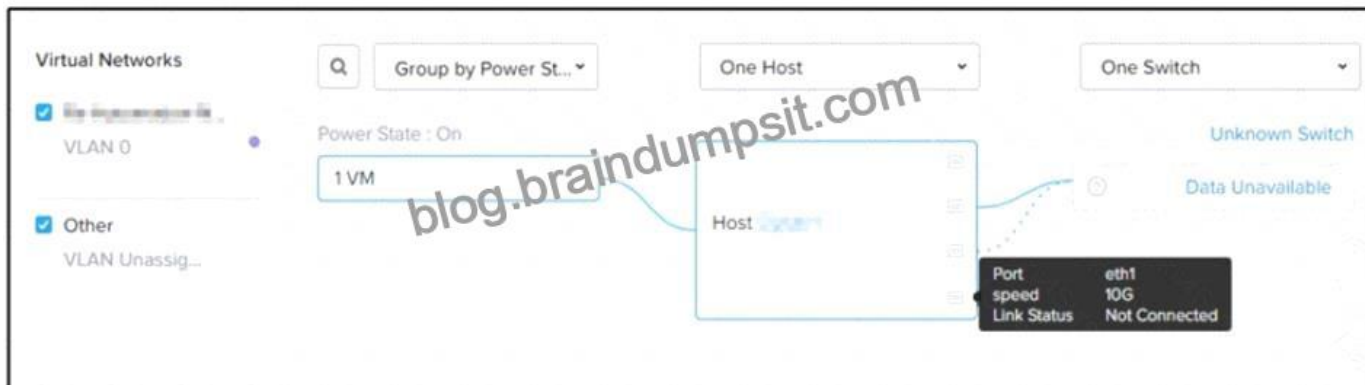 Virtual Networks
Group by Power St...
One Host
One Switch
VLAN 0
Power State : On
Unknown Switch
1 VM
Data Unavailable
Other
VLAN Unassig...
Host
Port eth1
speed 10G
Link Status Not Connected
blog.braindumpsit.com